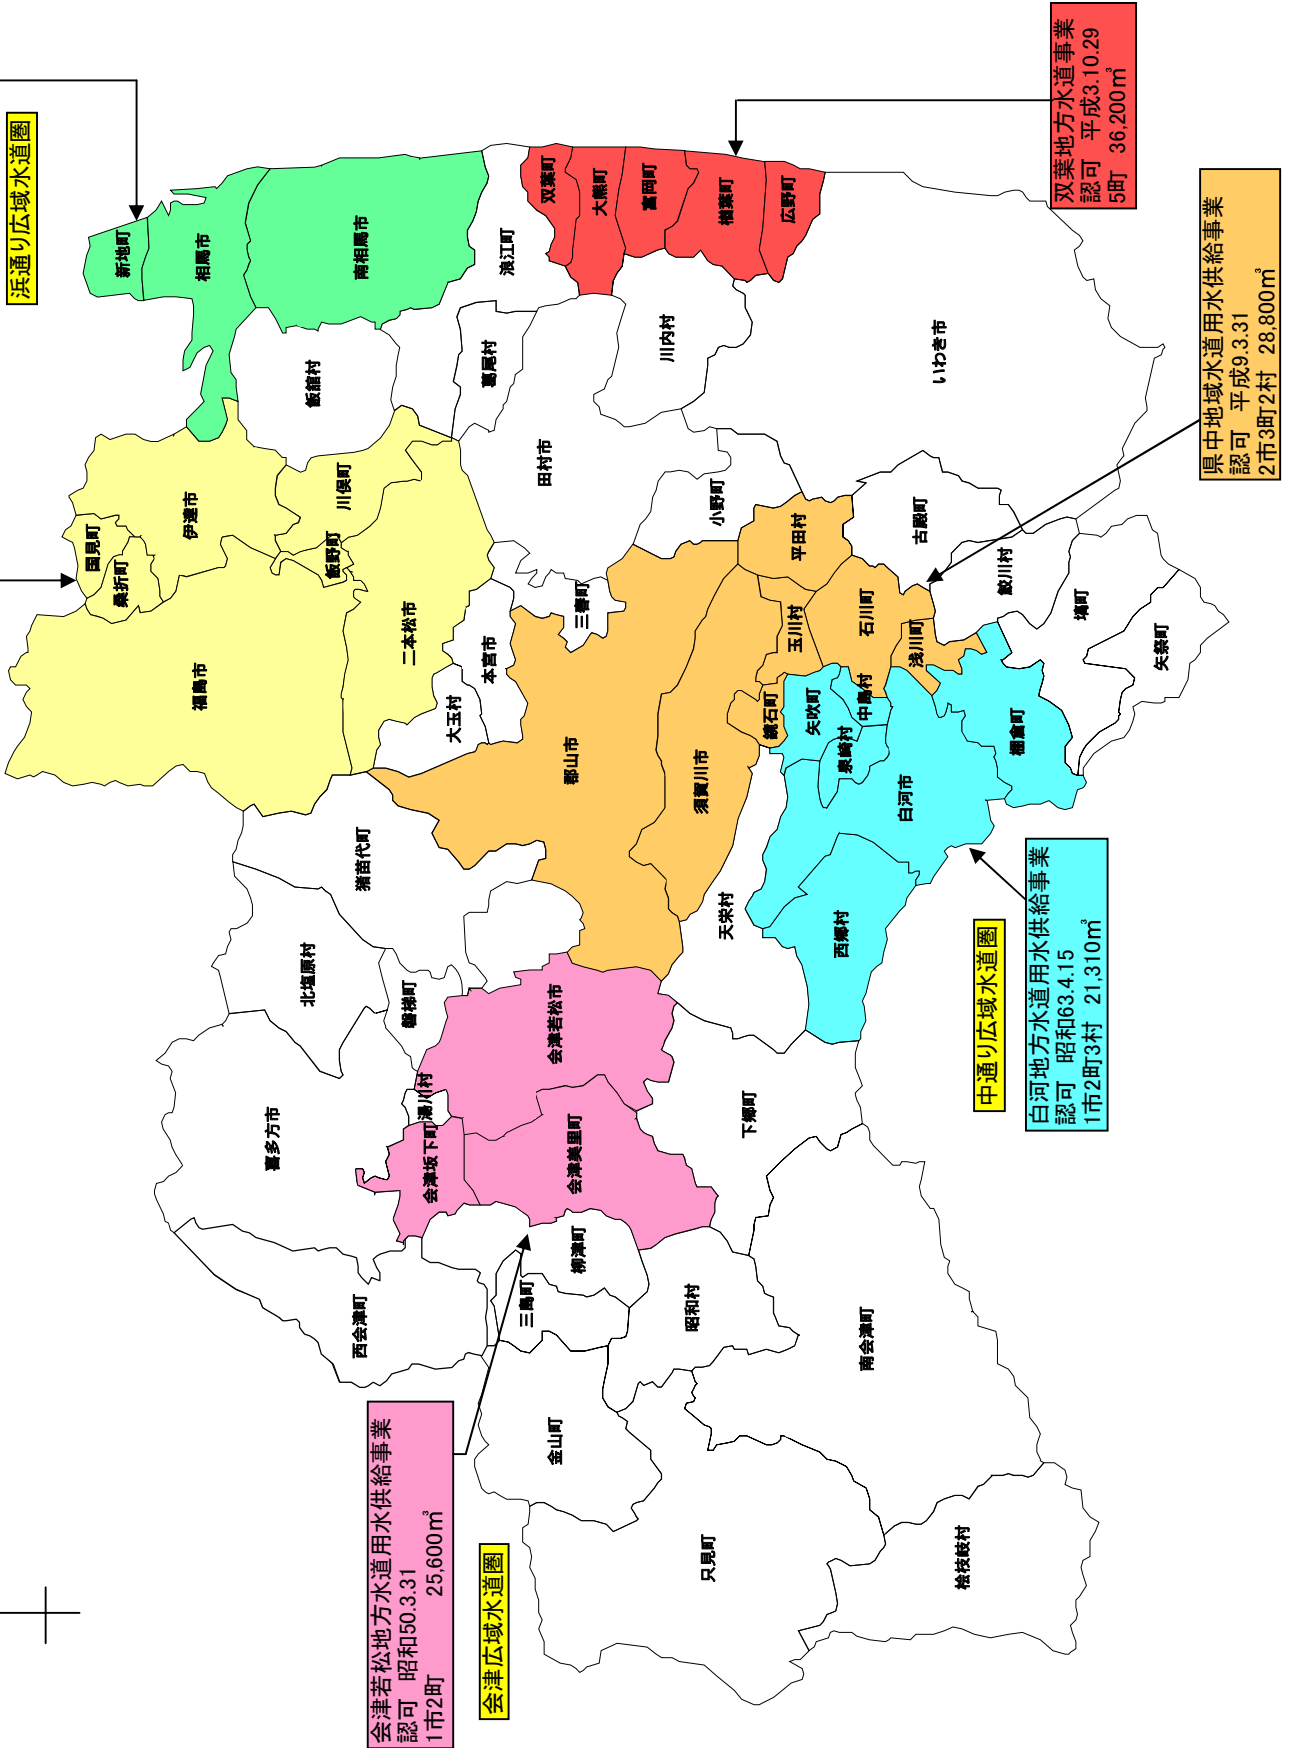 浜通り広域水道圏
双葉地方水道事業
認可 平成3.10.29
5町 36,200m³
県中地域水道用水供給事業
認可 平成9.3.31
2市3町2村 28,800m³
中通り広域水道圏
白河地方水道用水供給事業
認可 昭和63.4.15
1市2町3村 21,310m³
会津若松地方水道用水供給事業
認可 昭和50.3.31
1市2町 25,600m³
会津広域水道圏
新地町
相馬市
南相馬市
浪江町
双葉町
大熊町
富岡町
楢葉町
広野町
いわき市
飯舘村
葛尾村
川内村
田村市
小野町
国見町
桑折町
伊達市
川俣町
飯野町
福島市
二本松市
本宮市
大玉村
三春町
郡山市
須賀川市
鏡石町
玉川村
平田村
石川町
浅川町
古殿町
鮫川村
塙町
矢祭町
棚倉町
矢吹町
中島村
泉崎村
白河市
西郷村
天栄村
猪苗代町
北塩原村
磐梯町
会津若松市
湯川村
会津坂下町
会津美里町
喜多方市
西会津町
柳津町
三島町
金山町
昭和村
下郷町
南会津町
只見町
桧枝岐村